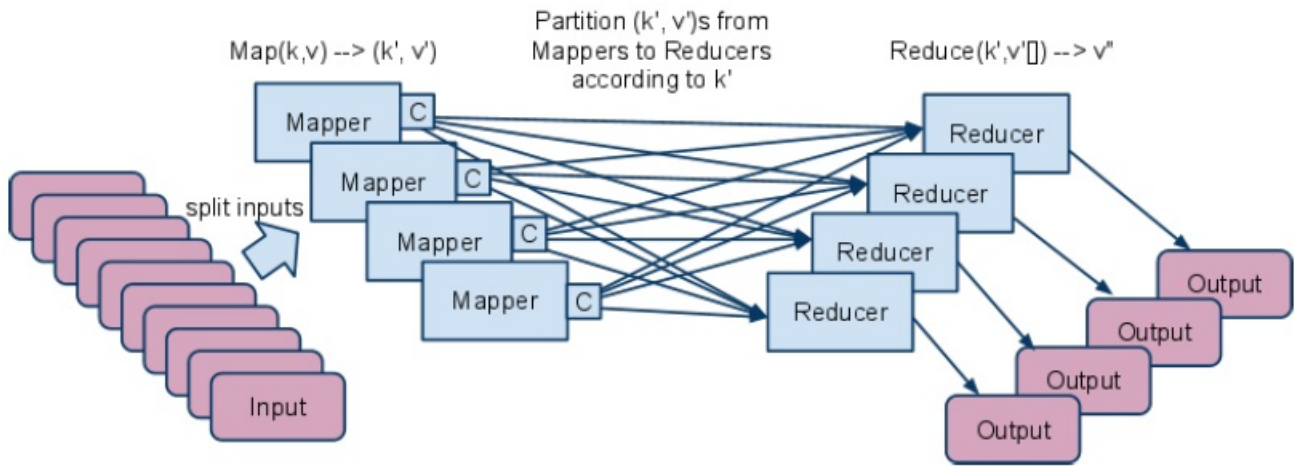 Map(k,v) --> (k', v')
Partition (k', v')s from
Mappers to Reducers
according to k'
Reduce(k',v'[]) --> v"
split inputs
Input
Mapper
C
Mapper
C
Mapper
C
Mapper
C
Reducer
Reducer
Reducer
Reducer
Output
Output
Output
Output